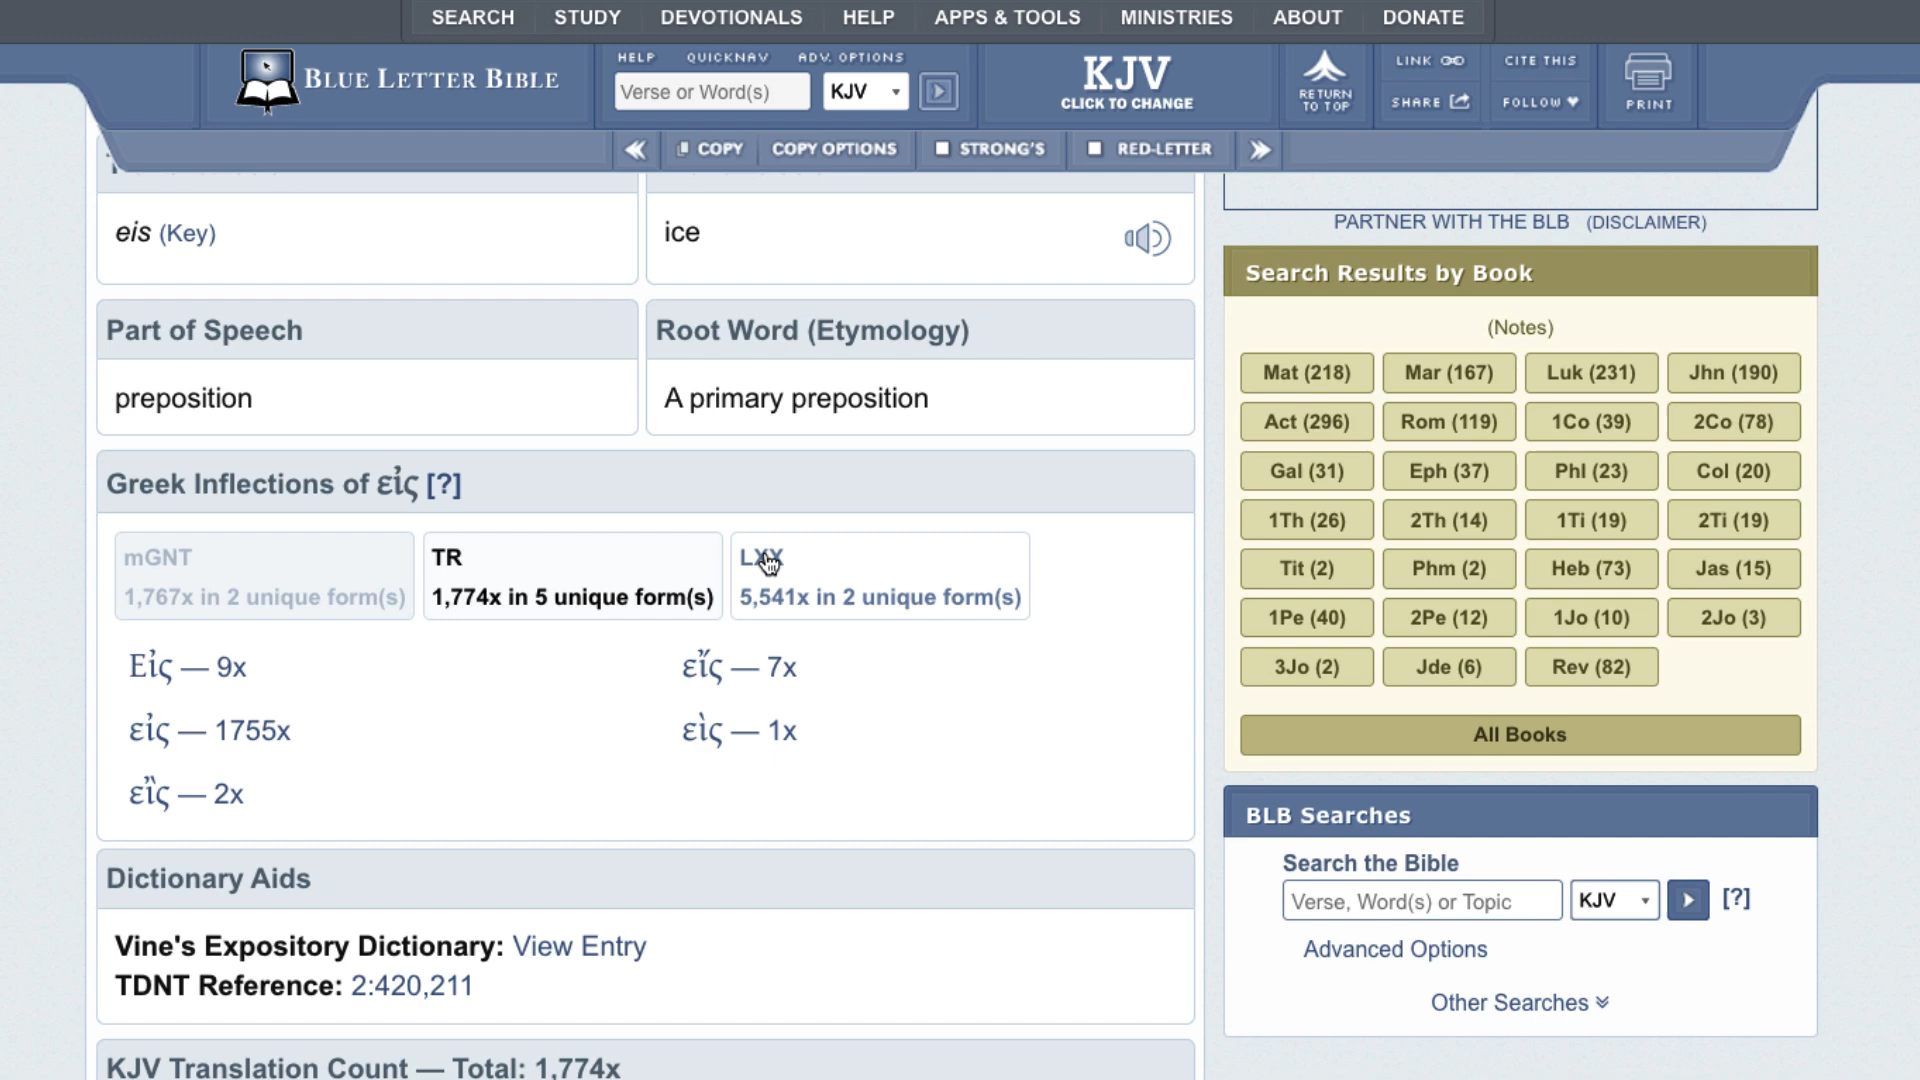 SEARCH STUDY DEVOTIONALS HELP APPS & TOOLS MINISTRIES ABOUT DONATE
BLUE LETTER BIBLE
HELP QUICKNAV ADV. OPTIONS
Verse or Word(s) KJV
KJV
CLICK TO CHANGE
RETURN
TO TOP
LINK
SHARE
CITE THIS
FOLLOW
PRINT
COPY COPY OPTIONS STRONG'S RED-LETTER
eis (Key)
ice
Part of Speech
preposition
Root Word (Etymology)
A primary preposition
Greek Inflections of εἰς [?]
mGNT
1,767x in 2 unique form(s)
TR
1,774x in 5 unique form(s)
LXX
5,541x in 2 unique form(s)
Εἰς — 9x
εἴς — 7x
εἰς — 1755x
εὶς — 1x
εἲς — 2x
Dictionary Aids
Vine's Expository Dictionary: View Entry
TDNT Reference: 2:420,211
KJV Translation Count — Total: 1,774x
PARTNER WITH THE BLB (DISCLAIMER)
Search Results by Book
(Notes)
Mat (218) Mar (167) Luk (231) Jhn (190)
Act (296) Rom (119) 1Co (39) 2Co (78)
Gal (31) Eph (37) Phl (23) Col (20)
1Th (26) 2Th (14) 1Ti (19) 2Ti (19)
Tit (2) Phm (2) Heb (73) Jas (15)
1Pe (40) 2Pe (12) 1Jo (10) 2Jo (3)
3Jo (2) Jde (6) Rev (82)
All Books
BLB Searches
Search the Bible
Verse, Word(s) or Topic KJV [?]
Advanced Options
Other Searches